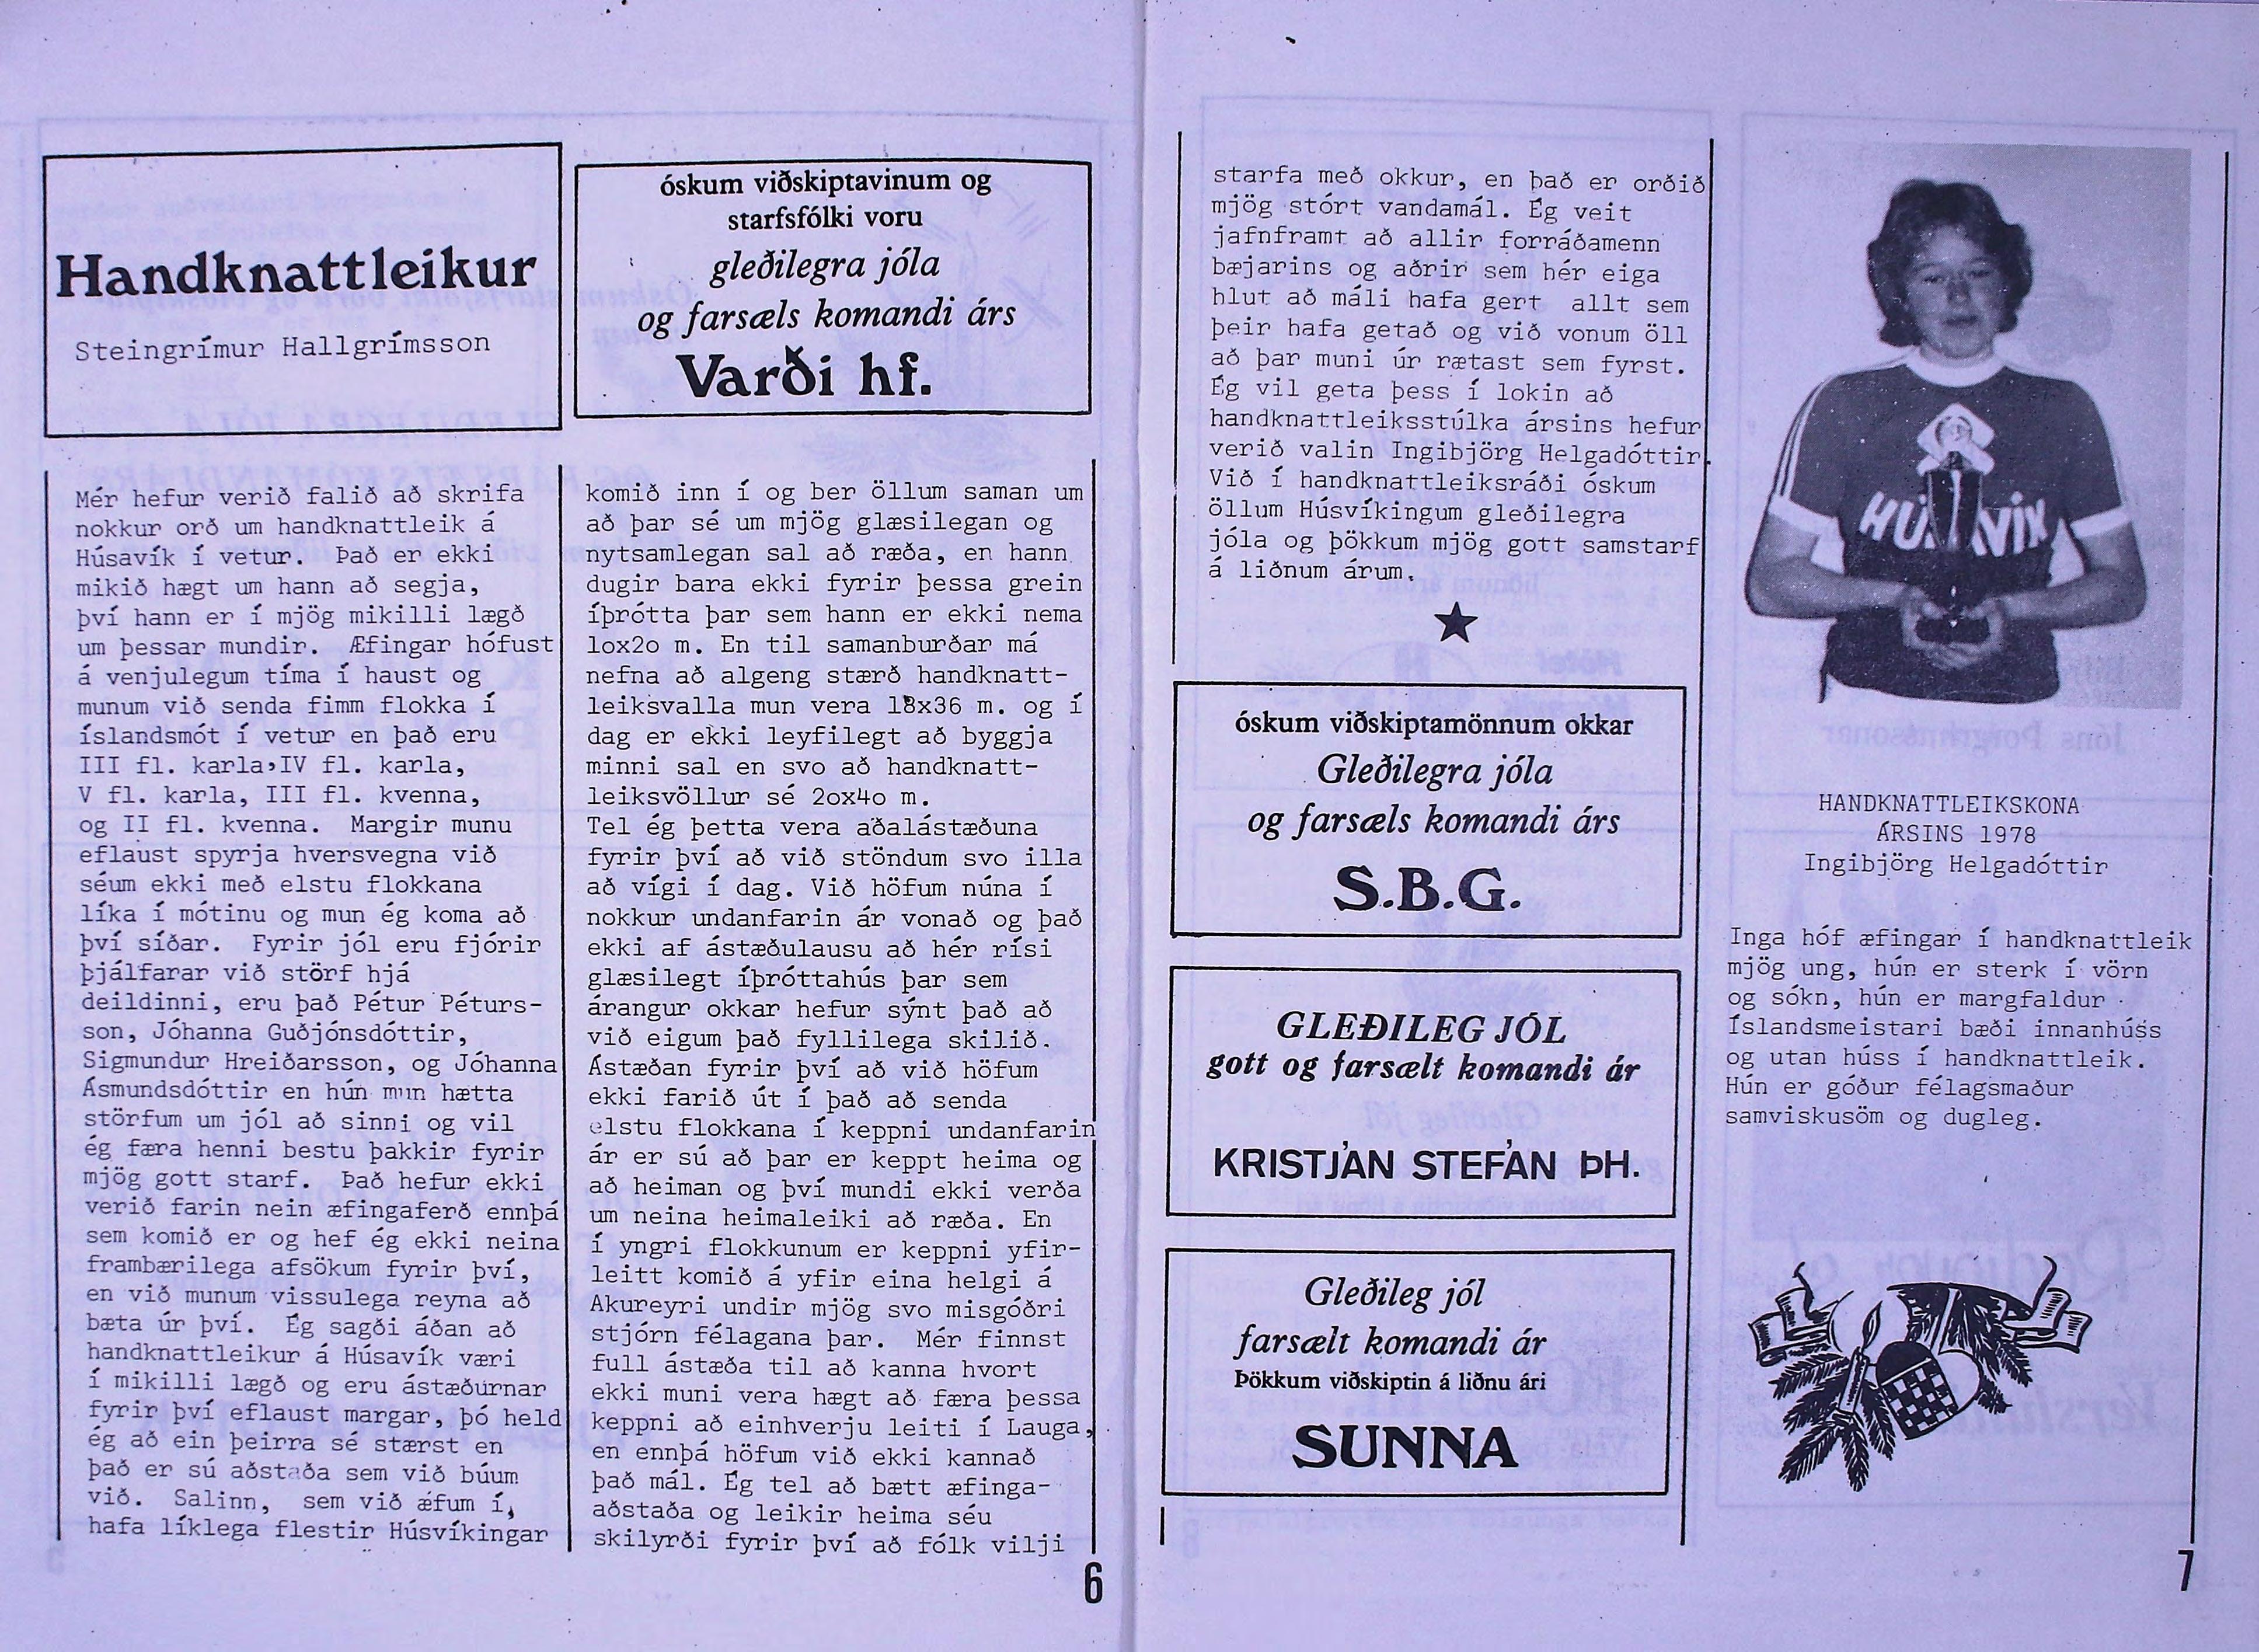 Handknattleikur
Steingrímur Hallgrímsson
óskum viðskiptavinum og
starfsfólki voru
gleðilegra jóla
og farsæls komandi árs
Varði hf.
Mér hefur verið falið að skrifa
nokkur orð um handknattleik á
Húsavík í vetur. Það er ekki
mikið hægt um hann að segja,
því hann er í mjög mikilli lægð
um þessar mundir. Æfingar hófust
á venjulegum tíma í haust og
munum við senda fimm flokka í
íslandsmót í vetur en það eru
III fl. karla,IV fl. karla,
V fl. karla, III fl. kvenna,
og II fl. kvenna. Margir munu
eflaust spyrja hversvegna við
séum ekki með elstu flokkana
líka í mótinu og mun ég koma að
því síðar. Fyrir jól eru fjórir
þjálfarar við störf hjá
deildinni, eru það Pétur Péturs-
son, Jóhanna Guðjónsdóttir,
Sigmundur Hreiðarsson, og Jóhanna
Ásmundsdóttir en hún mun hætta
störfum um jól að sinni og vil
ég færa henni bestu þakkir fyrir
mjög gott starf. Það hefur ekki
verið farin nein æfingaferð ennþá
sem komið er og hef ég ekki neina
frambærilega afsökum fyrir því,
en við munum vissulega reyna að
bæta úr því. Ég sagði áðan að
handknattleikur á Húsavík væri
í mikilli lægð og eru ástæðurnar
fyrir því eflaust margar, þó held
ég að ein þeirra sé stærst en
það er sú aðstaða sem við búum
við. Salinn, sem við æfum í,
hafa líklega flestir Húsvíkingar
komið inn í og ber öllum saman um
að þar sé um mjög glæsilegan og
nytsamlegan sal að ræða, en hann
dugir bara ekki fyrir þessa grein
íþrótta þar sem hann er ekki nema
lox2o m. En til samanburðar má
nefna að algeng stærð handknatt-
leiksvalla mun vera 18x36 m. og í
dag er ekki leyfilegt að byggja
minni sal en svo að handknatt-
leiksvöllur sé 2ox4o m.
Tel ég þetta vera aðalástæðuna
fyrir því að við stöndum svo illa
að vígi í dag. Við höfum núna í
nokkur undanfarin ár vonað og það
ekki af ástæðulausu að hér rísi
glæsilegt íþróttahús þar sem
árangur okkar hefur sýnt það að
við eigum það fyllilega skilið.
Ástæðan fyrir því að við höfum
ekki farið út í það að senda
elstu flokkana í keppni undanfarin
ár er sú að þar er keppt heima og
að heiman og því mundi ekki verða
um neina heimaleiki að ræða. En
í yngri flokkunum er keppni yfir-
leitt komið á yfir eina helgi á
Akureyri undir mjög svo misgóðri
stjórn félagana þar. Mér finnst
full ástæða til að kanna hvort
ekki muni vera hægt að færa þessa
keppni að einhverju leiti í Lauga,
en ennþá höfum við ekki kannað
það mál. Ég tel að bætt æfinga-
aðstaða og leikir heima séu
skilyrði fyrir því að fólk vilji
6
starfa með okkur, en það er orðið
mjög stórt vandamál. Ég veit
jafnframt að allir forráðamenn
bæjarins og aðrir sem hér eiga
hlut að máli hafa gert allt sem
þeir hafa getað og við vonum öll
að þar muni úr rætast sem fyrst.
Ég vil geta þess í lokin að
handknattleiksstúlka ársins hefur
verið valin Ingibjörg Helgadóttir.
Við í handknattleiksráði óskum
öllum Húsvíkingum gleðilegra
jóla og þökkum mjög gott samstarf
á liðnum árum.
óskum viðskiptamönnum okkar
Gleðilegra jóla
og farsæls komandi árs
S.B.G.
GLEÐILEG JÓL
gott og farsælt komandi ár
KRISTJÁN STEFÁN ÞH.
Gleðileg jól
farsælt komandi ár
Þökkum viðskiptin á liðnu ári
SUNNA
HÚSAVÍK
HANDKNATTLEIKSKONA
ÁRSINS 1978
Ingibjörg Helgadóttir
Inga hóf æfingar í handknattleik
mjög ung, hún er sterk í vörn
og sókn, hún er margfaldur
Íslandsmeistari bæði innanhúss
og utan húss í handknattleik.
Hún er góður félagsmaður
samviskusöm og dugleg.
7